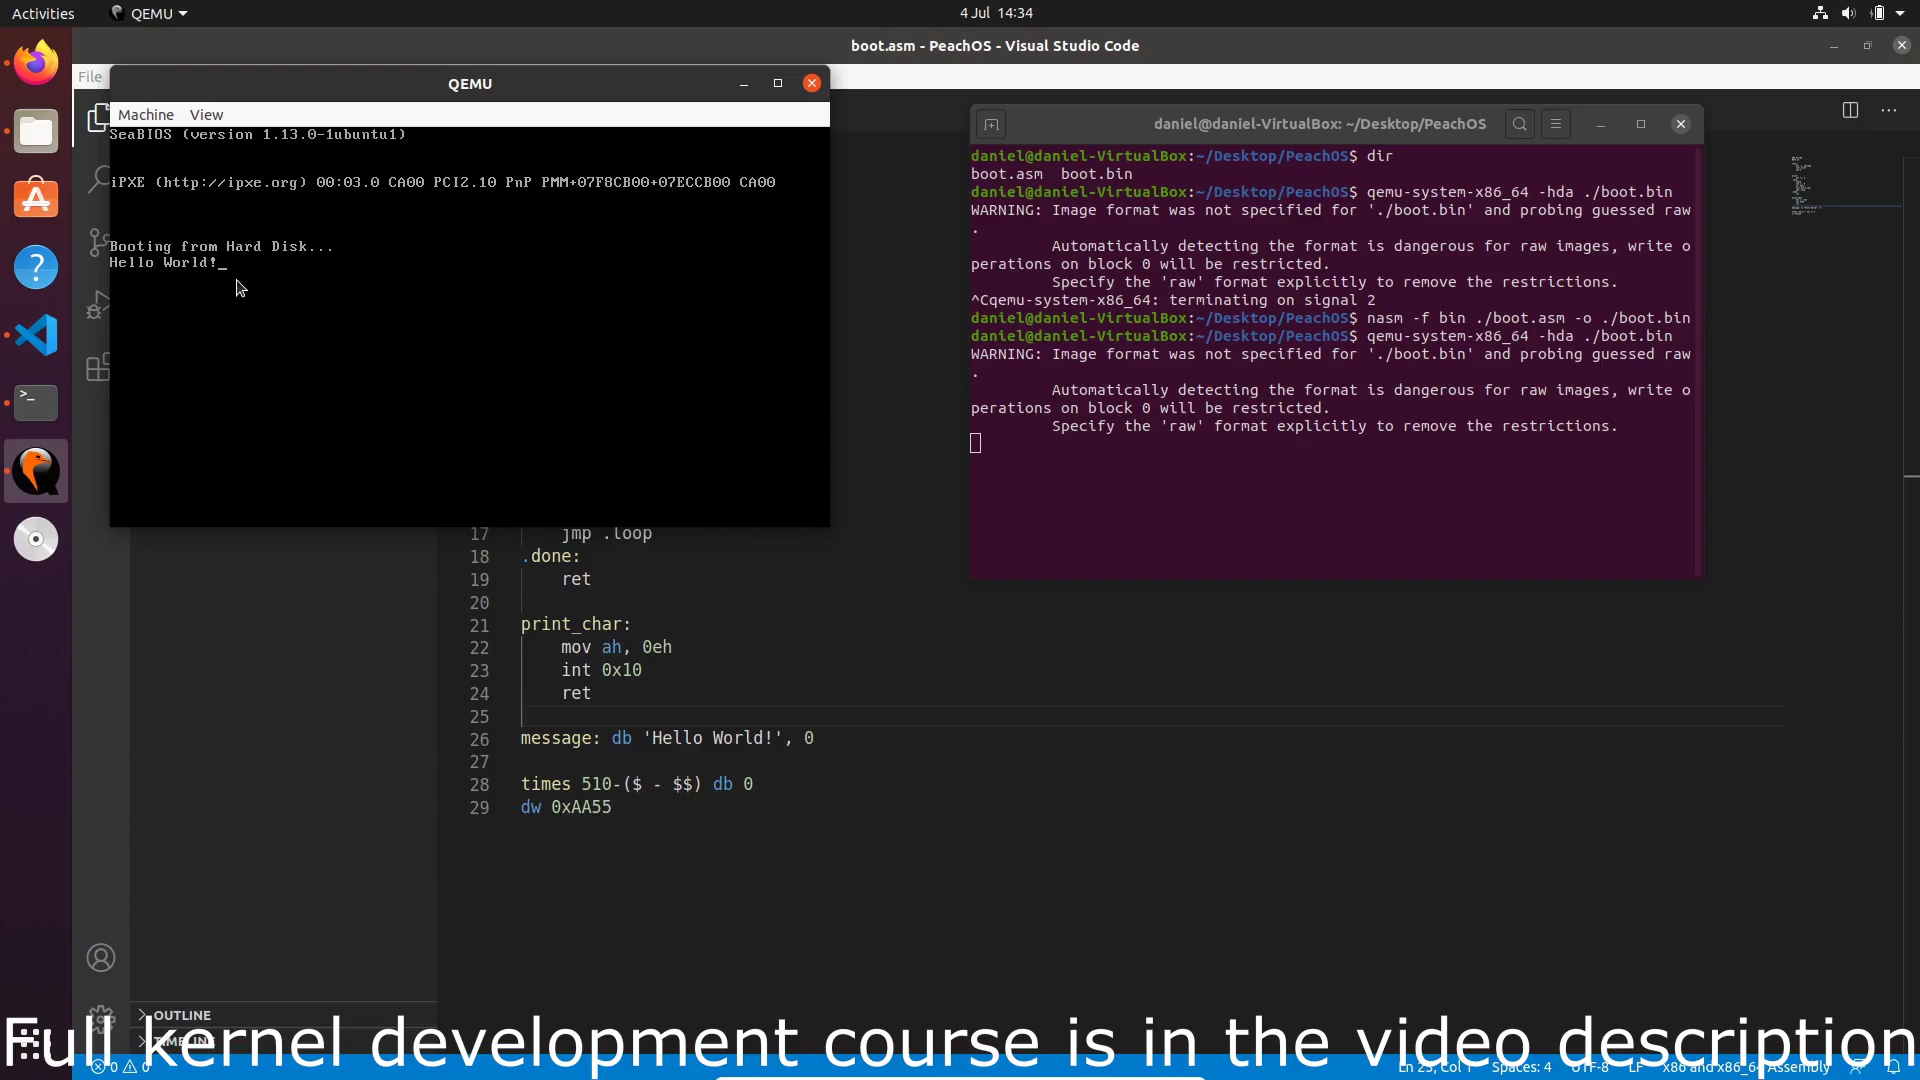 Activities
QEMU
4 Jul 14:34
boot.asm - PeachOS - Visual Studio Code
File
QEMU
Machine View
SeaBIOS (version 1.13.0-1ubuntu1)
iPXE (http://ipxe.org) 00:03.0 CA00 PCI2.10 PnP PMM+07F8CB00+07ECCB00 CA00
Booting from Hard Disk...
Hello World!_
daniel@daniel-VirtualBox: ~/Desktop/PeachOS
daniel@daniel-VirtualBox:~/Desktop/PeachOS$ dir
boot.asm  boot.bin
daniel@daniel-VirtualBox:~/Desktop/PeachOS$ qemu-system-x86_64 -hda ./boot.bin
WARNING: Image format was not specified for './boot.bin' and probing guessed raw
.
Automatically detecting the format is dangerous for raw images, write o
perations on block 0 will be restricted.
Specify the 'raw' format explicitly to remove the restrictions.
^Cqemu-system-x86_64: terminating on signal 2
daniel@daniel-VirtualBox:~/Desktop/PeachOS$ nasm -f bin ./boot.asm -o ./boot.bin
daniel@daniel-VirtualBox:~/Desktop/PeachOS$ qemu-system-x86_64 -hda ./boot.bin
WARNING: Image format was not specified for './boot.bin' and probing guessed raw
.
Automatically detecting the format is dangerous for raw images, write o
perations on block 0 will be restricted.
Specify the 'raw' format explicitly to remove the restrictions.
17 jmp .loop
18 .done:
19 ret
20
21 print_char:
22 mov ah, 0eh
23 int 0x10
24 ret
25
26 message: db 'Hello World!', 0
27
28 times 510-($ - $$) db 0
29 dw 0xAA55
OUTLINE
TIMELINE
Full kernel development course is in the video description
0 0
Spaces: 4 UTF-8 LF x86 and x86_64 Assembly